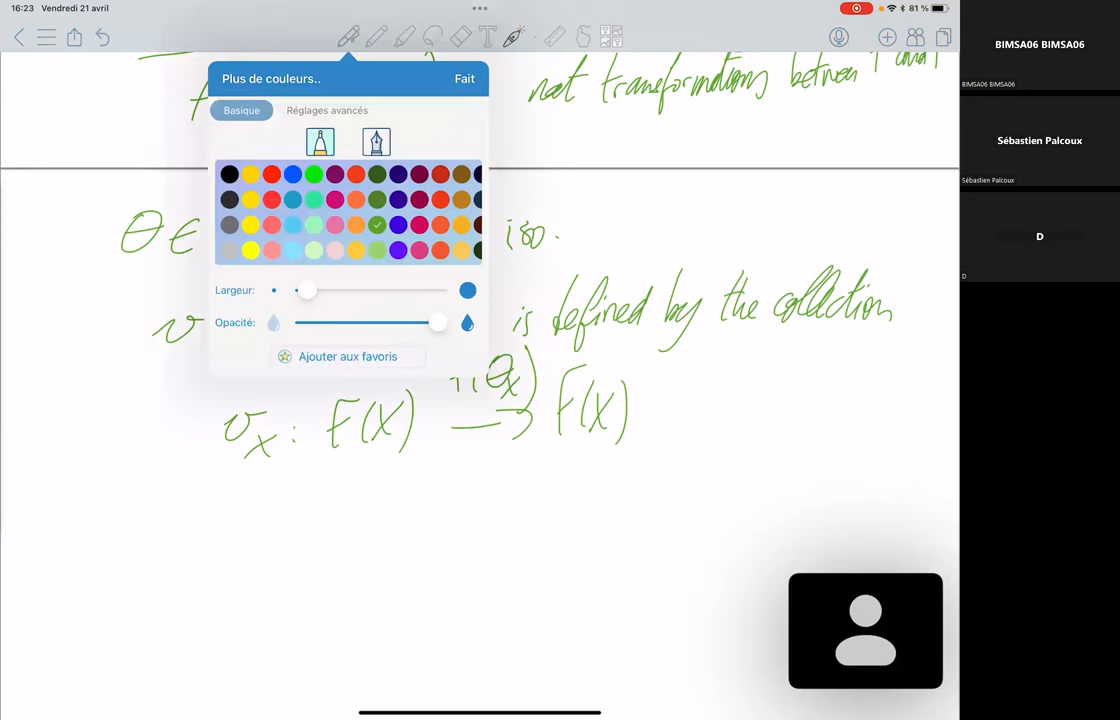 16:23 Vendredi 21 avril
81 %
Plus de couleurs.. Fait
Basique Réglages avancés
nat transformations between
θ ∈ iso.
Largeur:
v is defined by the collection
Opacité:
Ajouter aux favoris
(θ_X)
v_X : F(X) → F(X)
BIMSA06 BIMSA06
BIMSA06 BIMSA06
Sébastien Palcoux
Sébastien Palcoux
D
D